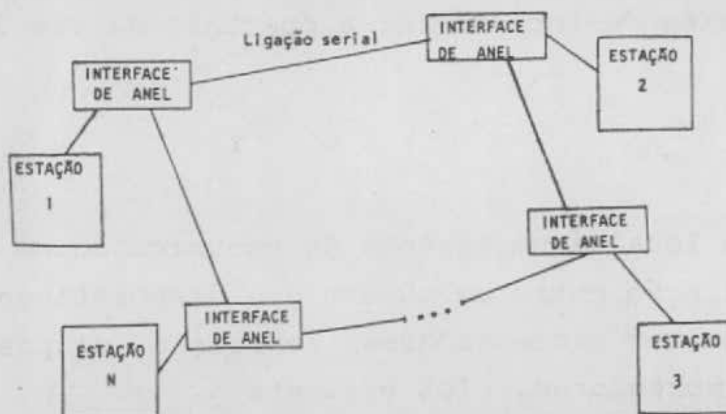 Ligação serial
INTERFACE
DE ANEL
ESTAÇÃO
2
INTERFACE
DE ANEL
ESTAÇÃO
1
INTERFACE
DE ANEL
INTERFACE
DE ANEL
ESTAÇÃO
N
ESTAÇÃO
3